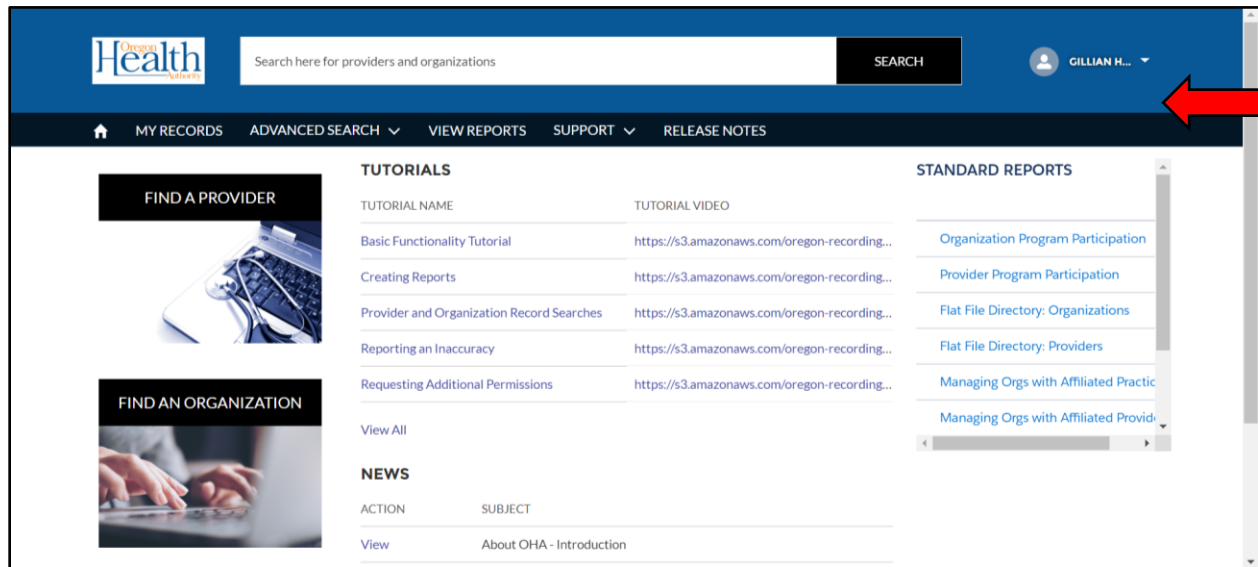 Oregon
Health
Authority
Search here for providers and organizations
SEARCH
GILLIAN H...
MY RECORDS ADVANCED SEARCH VIEW REPORTS SUPPORT RELEASE NOTES
FIND A PROVIDER
FIND AN ORGANIZATION
TUTORIALS
TUTORIAL NAME TUTORIAL VIDEO
Basic Functionality Tutorial https://s3.amazonaws.com/oregon-recording...
Creating Reports https://s3.amazonaws.com/oregon-recording...
Provider and Organization Record Searches https://s3.amazonaws.com/oregon-recording...
Reporting an Inaccuracy https://s3.amazonaws.com/oregon-recording...
Requesting Additional Permissions https://s3.amazonaws.com/oregon-recording...
View All
NEWS
ACTION SUBJECT
View About OHA - Introduction
STANDARD REPORTS
Organization Program Participation
Provider Program Participation
Flat File Directory: Organizations
Flat File Directory: Providers
Managing Orgs with Affiliated Practic
Managing Orgs with Affiliated Provid